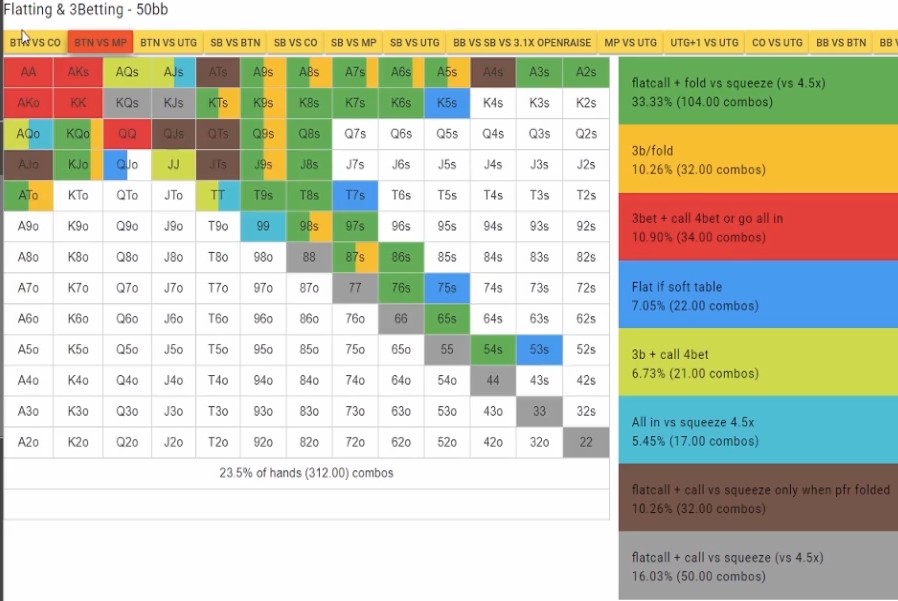 Flatting & 3Betting - 50bb
BTN VS CO BTN VS MP BTN VS UTG SB VS BTN SB VS CO SB VS MP SB VS UTG BB VS SB VS 3.1X OPENRAISE MP VS UTG UTG+1 VS UTG CO VS UTG BB VS BTN BB V
AA AKs AQs AJs ATs A9s A8s A7s A6s A5s A4s A3s A2s
AKo KK KQs KJs KTs K9s K8s K7s K6s K5s K4s K3s K2s
AQo KQo QQ QJs QTs Q9s Q8s Q7s Q6s Q5s Q4s Q3s Q2s
AJo KJo QJo JJ JTs J9s J8s J7s J6s J5s J4s J3s J2s
ATo KTo QTo JTo TT T9s T8s T7s T6s T5s T4s T3s T2s
A9o K9o Q9o J9o T9o 99 98s 97s 96s 95s 94s 93s 92s
A8o K8o Q8o J8o T8o 98o 88 87s 86s 85s 84s 83s 82s
A7o K7o Q7o J7o T7o 97o 87o 77 76s 75s 74s 73s 72s
A6o K6o Q6o J6o T6o 96o 86o 76o 66 65s 64s 63s 62s
A5o K5o Q5o J5o T5o 95o 85o 75o 65o 55 54s 53s 52s
A4o K4o Q4o J4o T4o 94o 84o 74o 64o 54o 44 43s 42s
A3o K3o Q3o J3o T3o 93o 83o 73o 63o 53o 43o 33 32s
A2o K2o Q2o J2o T2o 92o 82o 72o 62o 52o 42o 32o 22
23.5% of hands (312.00) combos
flatcall + fold vs squeeze (vs 4.5x)
33.33% (104.00 combos)
3b/fold
10.26% (32.00 combos)
3bet + call 4bet or go all in
10.90% (34.00 combos)
Flat if soft table
7.05% (22.00 combos)
3b + call 4bet
6.73% (21.00 combos)
All in vs squeeze 4.5x
5.45% (17.00 combos)
flatcall + call vs squeeze only when pfr folded
10.26% (32.00 combos)
flatcall + call vs squeeze (vs 4.5x)
16.03% (50.00 combos)